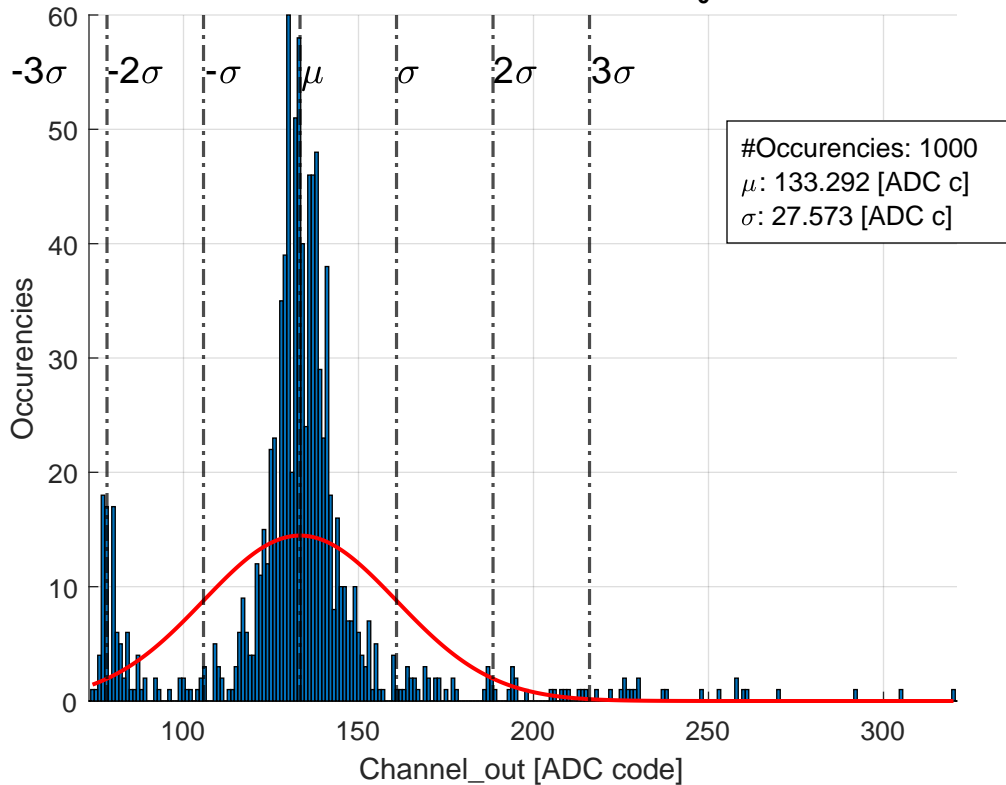 60
50
40
30
20
10
0
-3σ -2σ -σ μ σ 2σ 3σ
#Occurencies: 1000
μ: 133.292 [ADC c]
σ: 27.573 [ADC c]
Occurencies
100 150 200 250 300
Channel_out [ADC code]